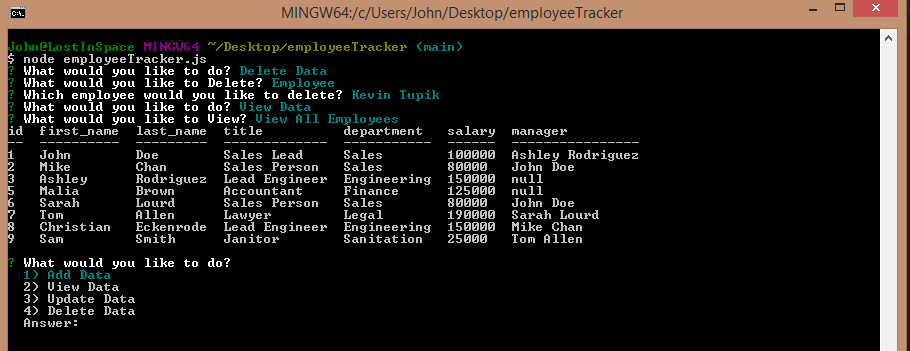 MINGW64:/c/Users/John/Desktop/employeeTracker
John@LostInSpace MINGW64 ~/Desktop/employeeTracker (main)
$ node employeeTracker.js
? What would you like to do? Delete Data
? What would you like to Delete? Employee
? Which employee would you like to delete? Kevin Tupik
? What would you like to do? View Data
? What would you like to View? View All Employees
id  first_name  last_name  title          department   salary  manager
--  ----------  ---------  -------------  -----------  ------  ----------------
1   John        Doe        Sales Lead     Sales        100000  Ashley Rodriguez
2   Mike        Chan       Sales Person   Sales        80000   John Doe
3   Ashley      Rodriguez  Lead Engineer  Engineering  150000  null
5   Malia       Brown      Accountant     Finance      125000  null
6   Sarah       Lourd      Sales Person   Sales        80000   John Doe
7   Tom         Allen      Lawyer         Legal        190000  Sarah Lourd
8   Christian   Eckenrode  Lead Engineer  Engineering  150000  Mike Chan
9   Sam         Smith      Janitor        Sanitation   25000   Tom Allen
? What would you like to do?
1) Add Data
2) View Data
3) Update Data
4) Delete Data
Answer: